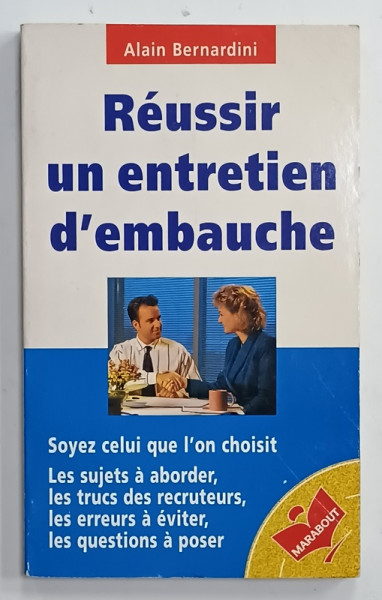 Alain Bernardini
Réussir
un entretien
d'embauche
Soyez celui que l'on choisit
Les sujets à aborder,
les trucs des recruteurs,
les erreurs à éviter,
les questions à poser
MARABOUT